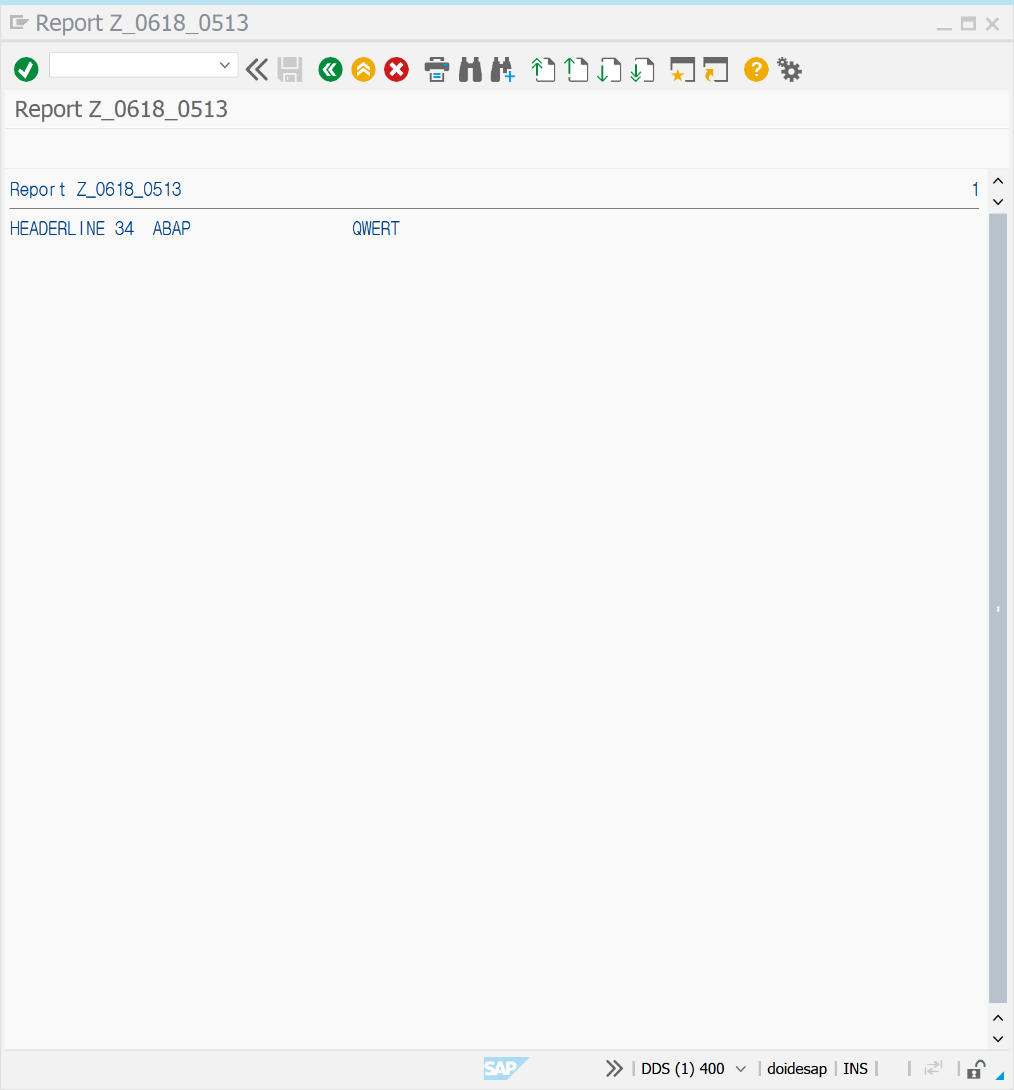 Report Z_0618_0513
Report Z_0618_0513
Report Z_0618_0513 1
HEADERLINE 34 ABAP QWERT
SAP DDS (1) 400 doidesap INS